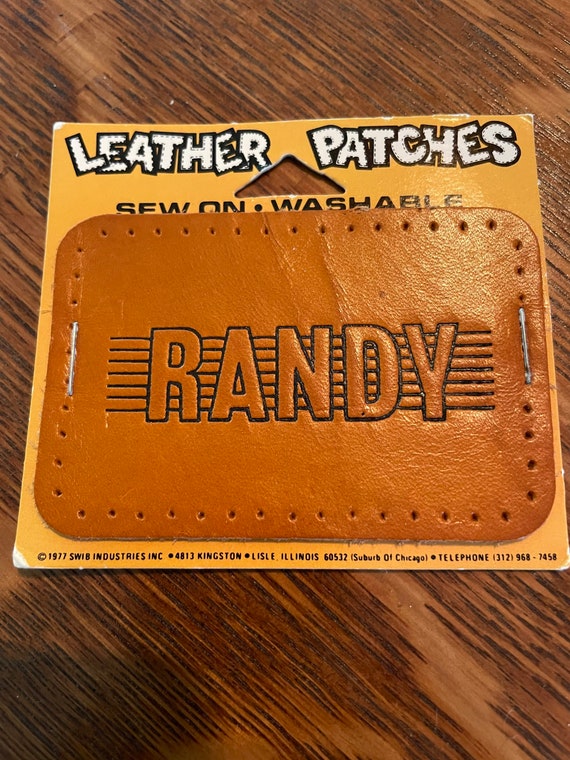 LEATHER PATCHES
SEW ON • WASHABLE
RANDY
© 1977 SWIB INDUSTRIES INC • 4813 KINGSTON • LISLE, ILLINOIS 60532 (Suburb Of Chicago) • TELEPHONE (312) 968-7458